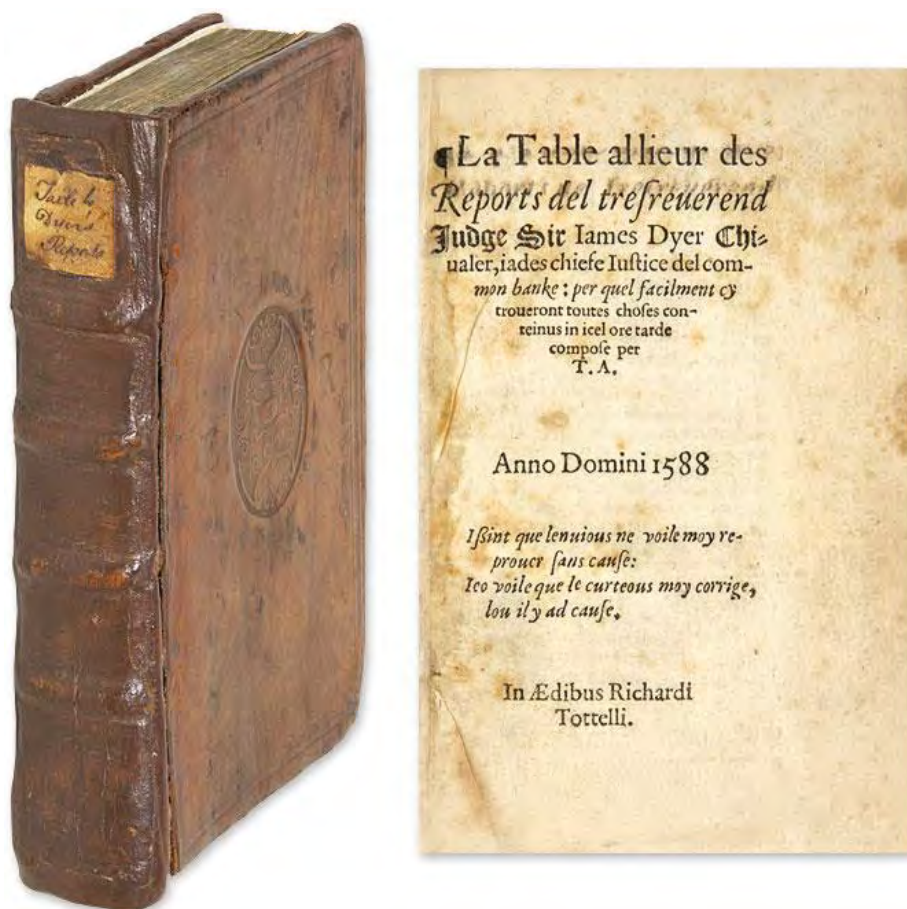 Table to
Dyer's
Reports
¶La Table al lieur des
Reports del treſreuerend
Judge Sir Iames Dyer Chi⸗
ualer, iades chiefe Iuſtice del com-
mon banke : per quel facilment cy
troueront toutes choſes con-
teinus in icel ore tarde
compoſe per
T. A.
Anno Domini 1588
Iſsint que lenuious ne voile moy re-
prouer ſans cauſe:
Ieo voile que le curteous moy corrige,
lou il y ad cauſe.
In Ædibus Richardi
Tottelli.